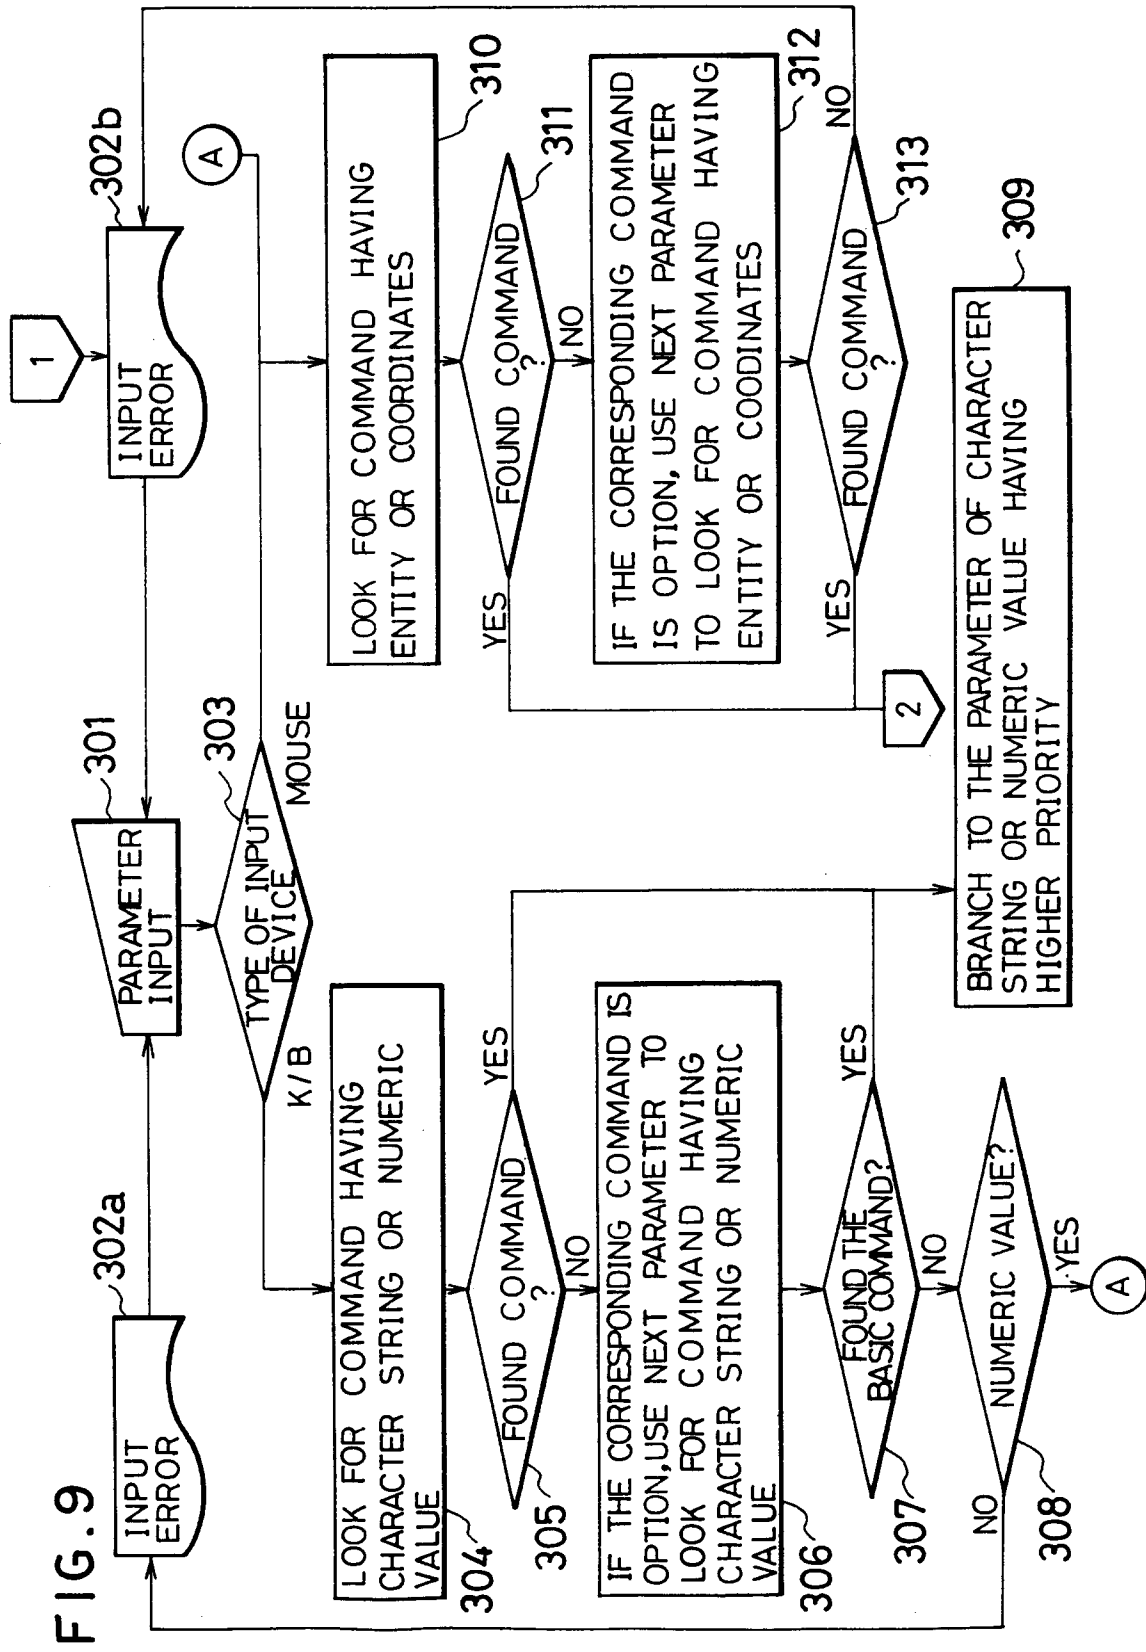 FIG.9
302a
INPUT
ERROR
301
PARAMETER
INPUT
1
302b
INPUT
ERROR
303
TYPE OF INPUT
DEVICE
K/B
MOUSE
A
304
LOOK FOR COMMAND HAVING
CHARACTER STRING OR NUMERIC
VALUE
305
FOUND COMMAND
?
YES
NO
306
IF THE CORRESPONDING COMMAND IS
OPTION,USE NEXT PARAMETER TO
LOOK FOR COMMAND HAVING
CHARACTER STRING OR NUMERIC
VALUE
307
FOUND THE
BASIC COMMAND?
YES
NO
308
NUMERIC VALUE?
NO
YES
A
310
LOOK FOR COMMAND HAVING
ENTITY OR COORDINATES
311
FOUND COMMAND
?
YES
NO
312
IF THE CORRESPONDING COMMAND
IS OPTION,USE NEXT PARAMETER
TO LOOK FOR COMMAND HAVING
ENTITY OR COODINATES
313
FOUND COMMAND
?
YES
NO
2
309
BRANCH TO THE PARAMETER OF CHARACTER
STRING OR NUMERIC VALUE HAVING
HIGHER PRIORITY